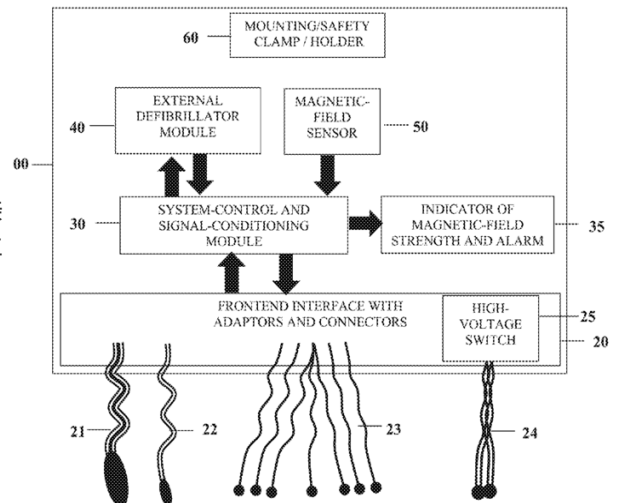 MOUNTING/SAFETY
CLAMP / HOLDER
60
EXTERNAL
DEFIBRILLATOR
MODULE
40
MAGNETIC-
FIELD
SENSOR
50
00
SYSTEM-CONTROL AND
SIGNAL-CONDITIONING
MODULE
30
INDICATOR OF
MAGNETIC-FIELD
STRENGTH AND ALARM
35
FRONTEND INTERFACE WITH
ADAPTORS AND CONNECTORS
HIGH-
VOLTAGE
SWITCH
25
20
21
22
23
24